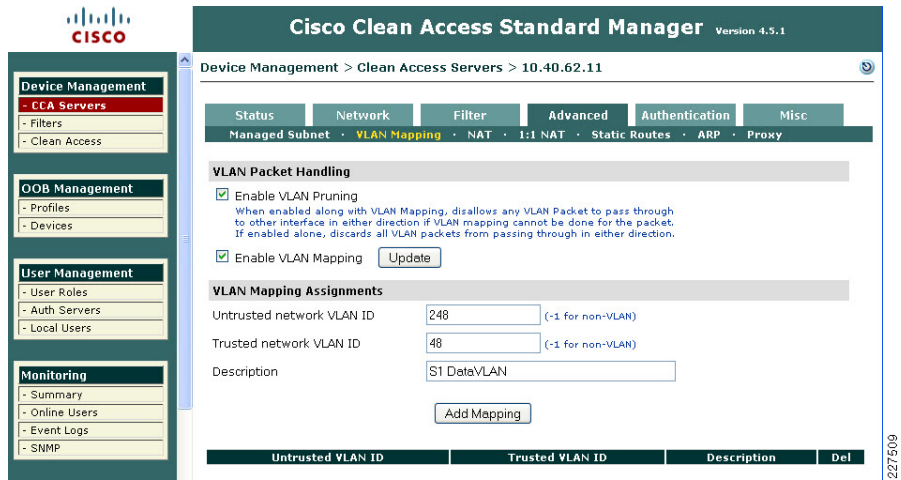 CISCO
Cisco Clean Access Standard Manager Version 4.5.1
Device Management > Clean Access Servers > 10.40.62.11
Device Management
- CCA Servers
- Filters
- Clean Access
OOB Management
- Profiles
- Devices
User Management
- User Roles
- Auth Servers
- Local Users
Monitoring
- Summary
- Online Users
- Event Logs
- SNMP
Status Network Filter Advanced Authentication Misc
Managed Subnet · VLAN Mapping · NAT · 1:1 NAT · Static Routes · ARP · Proxy
VLAN Packet Handling
Enable VLAN Pruning
When enabled along with VLAN Mapping, disallows any VLAN Packet to pass through
to other interface in either direction if VLAN mapping cannot be done for the packet.
If enabled alone, discards all VLAN packets from passing through in either direction.
Enable VLAN Mapping Update
VLAN Mapping Assignments
Untrusted network VLAN ID 248 (-1 for non-VLAN)
Trusted network VLAN ID 48 (-1 for non-VLAN)
Description S1 DataVLAN
Add Mapping
Untrusted VLAN ID Trusted VLAN ID Description Del
227509